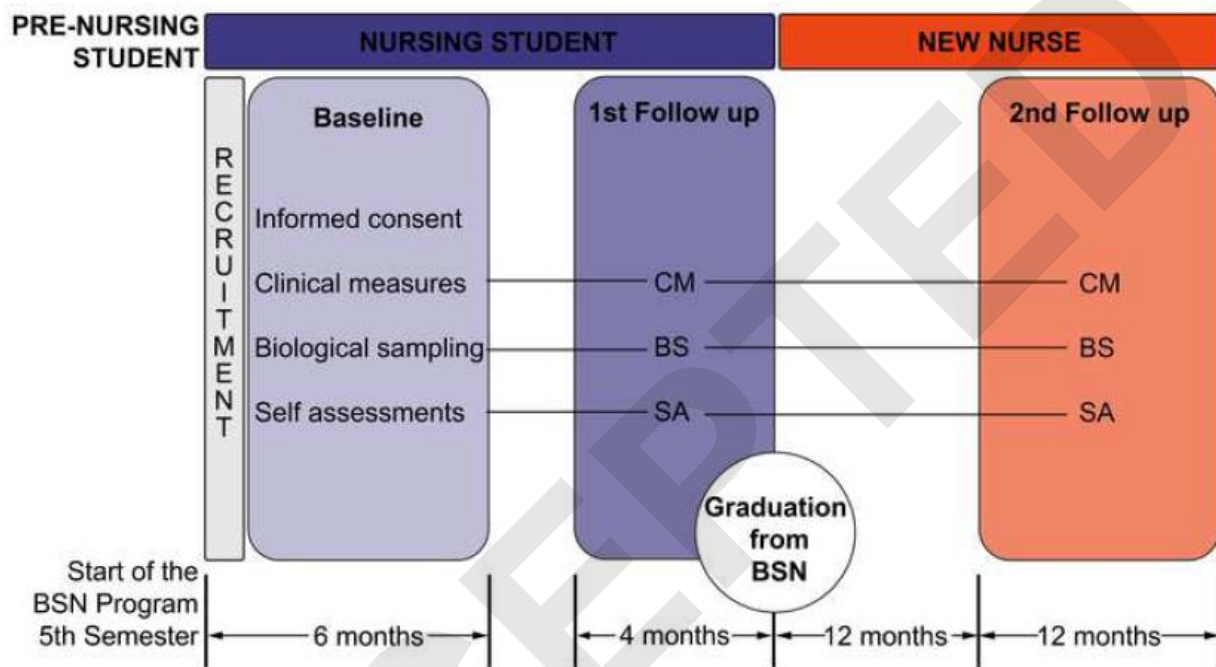 PRE-NURSING
STUDENT
NURSING STUDENT
NEW NURSE
RECRUITMENT
Baseline
1st Follow up
2nd Follow up
Informed consent
Clinical measures
CM
CM
Biological sampling
BS
BS
Self assessments
SA
SA
Graduation
from
BSN
Start of the
BSN Program
5th Semester
6 months
4 months
12 months
12 months